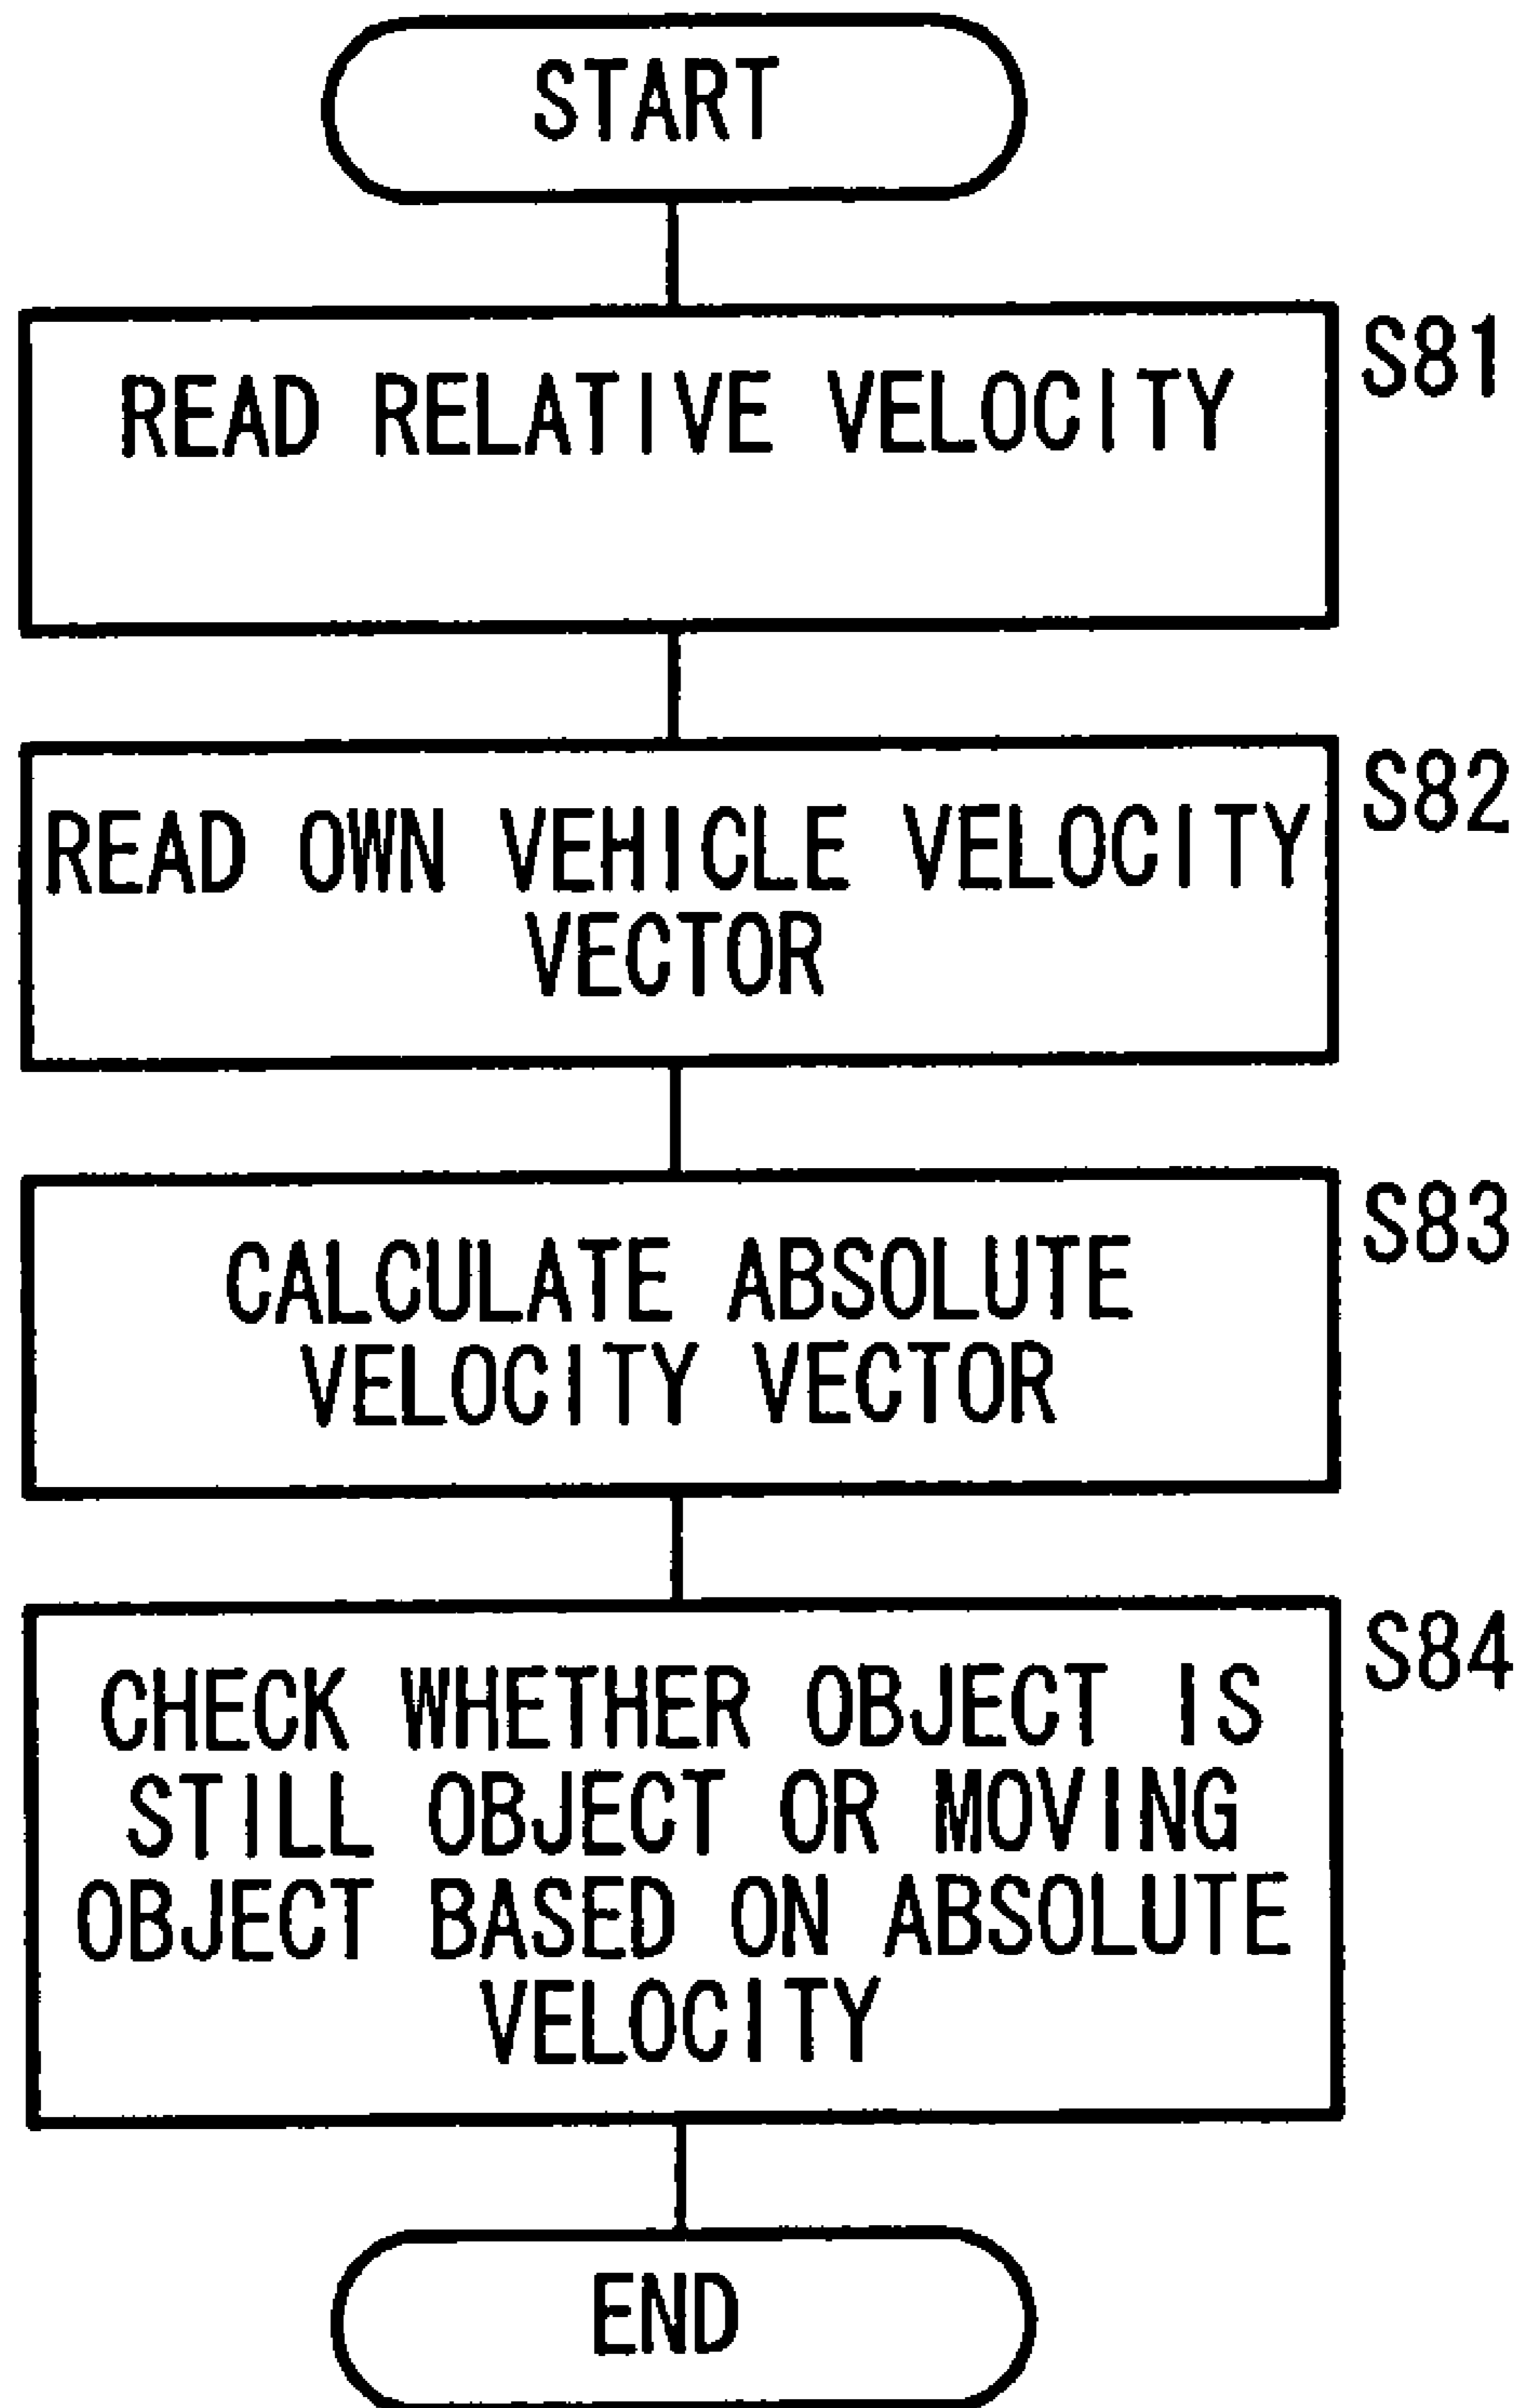 START
READ RELATIVE VELOCITY
S81
READ OWN VEHICLE VELOCITY
VECTOR
S82
CALCULATE ABSOLUTE
VELOCITY VECTOR
S83
CHECK WHETHER OBJECT IS
STILL OBJECT OR MOVING
OBJECT BASED ON ABSOLUTE
VELOCITY
S84
END